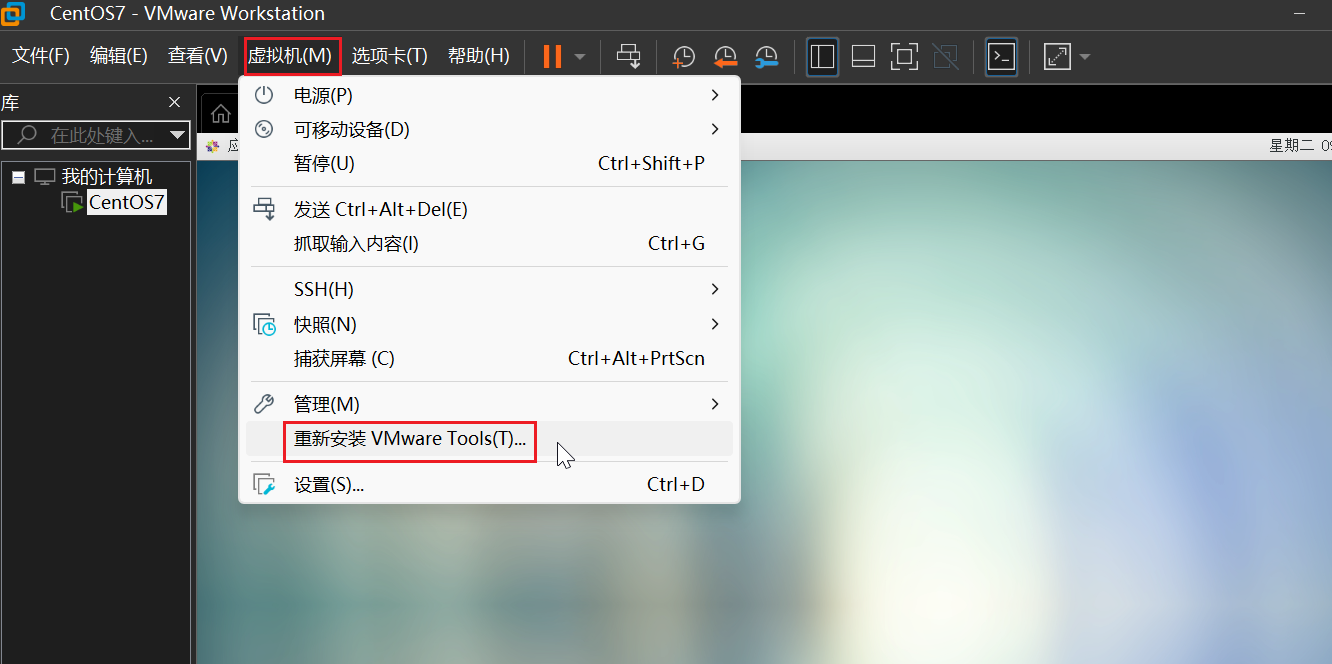 CentOS7 - VMware Workstation
文件(F) 编辑(E) 查看(V) 虚拟机(M) 选项卡(T) 帮助(H)
库
在此处键入...
我的计算机
CentOS7
电源(P)
可移动设备(D)
暂停(U) Ctrl+Shift+P
发送 Ctrl+Alt+Del(E)
抓取输入内容(I) Ctrl+G
SSH(H)
快照(N)
捕获屏幕 (C) Ctrl+Alt+PrtScn
管理(M)
重新安装 VMware Tools(T)...
设置(S)... Ctrl+D
星期二